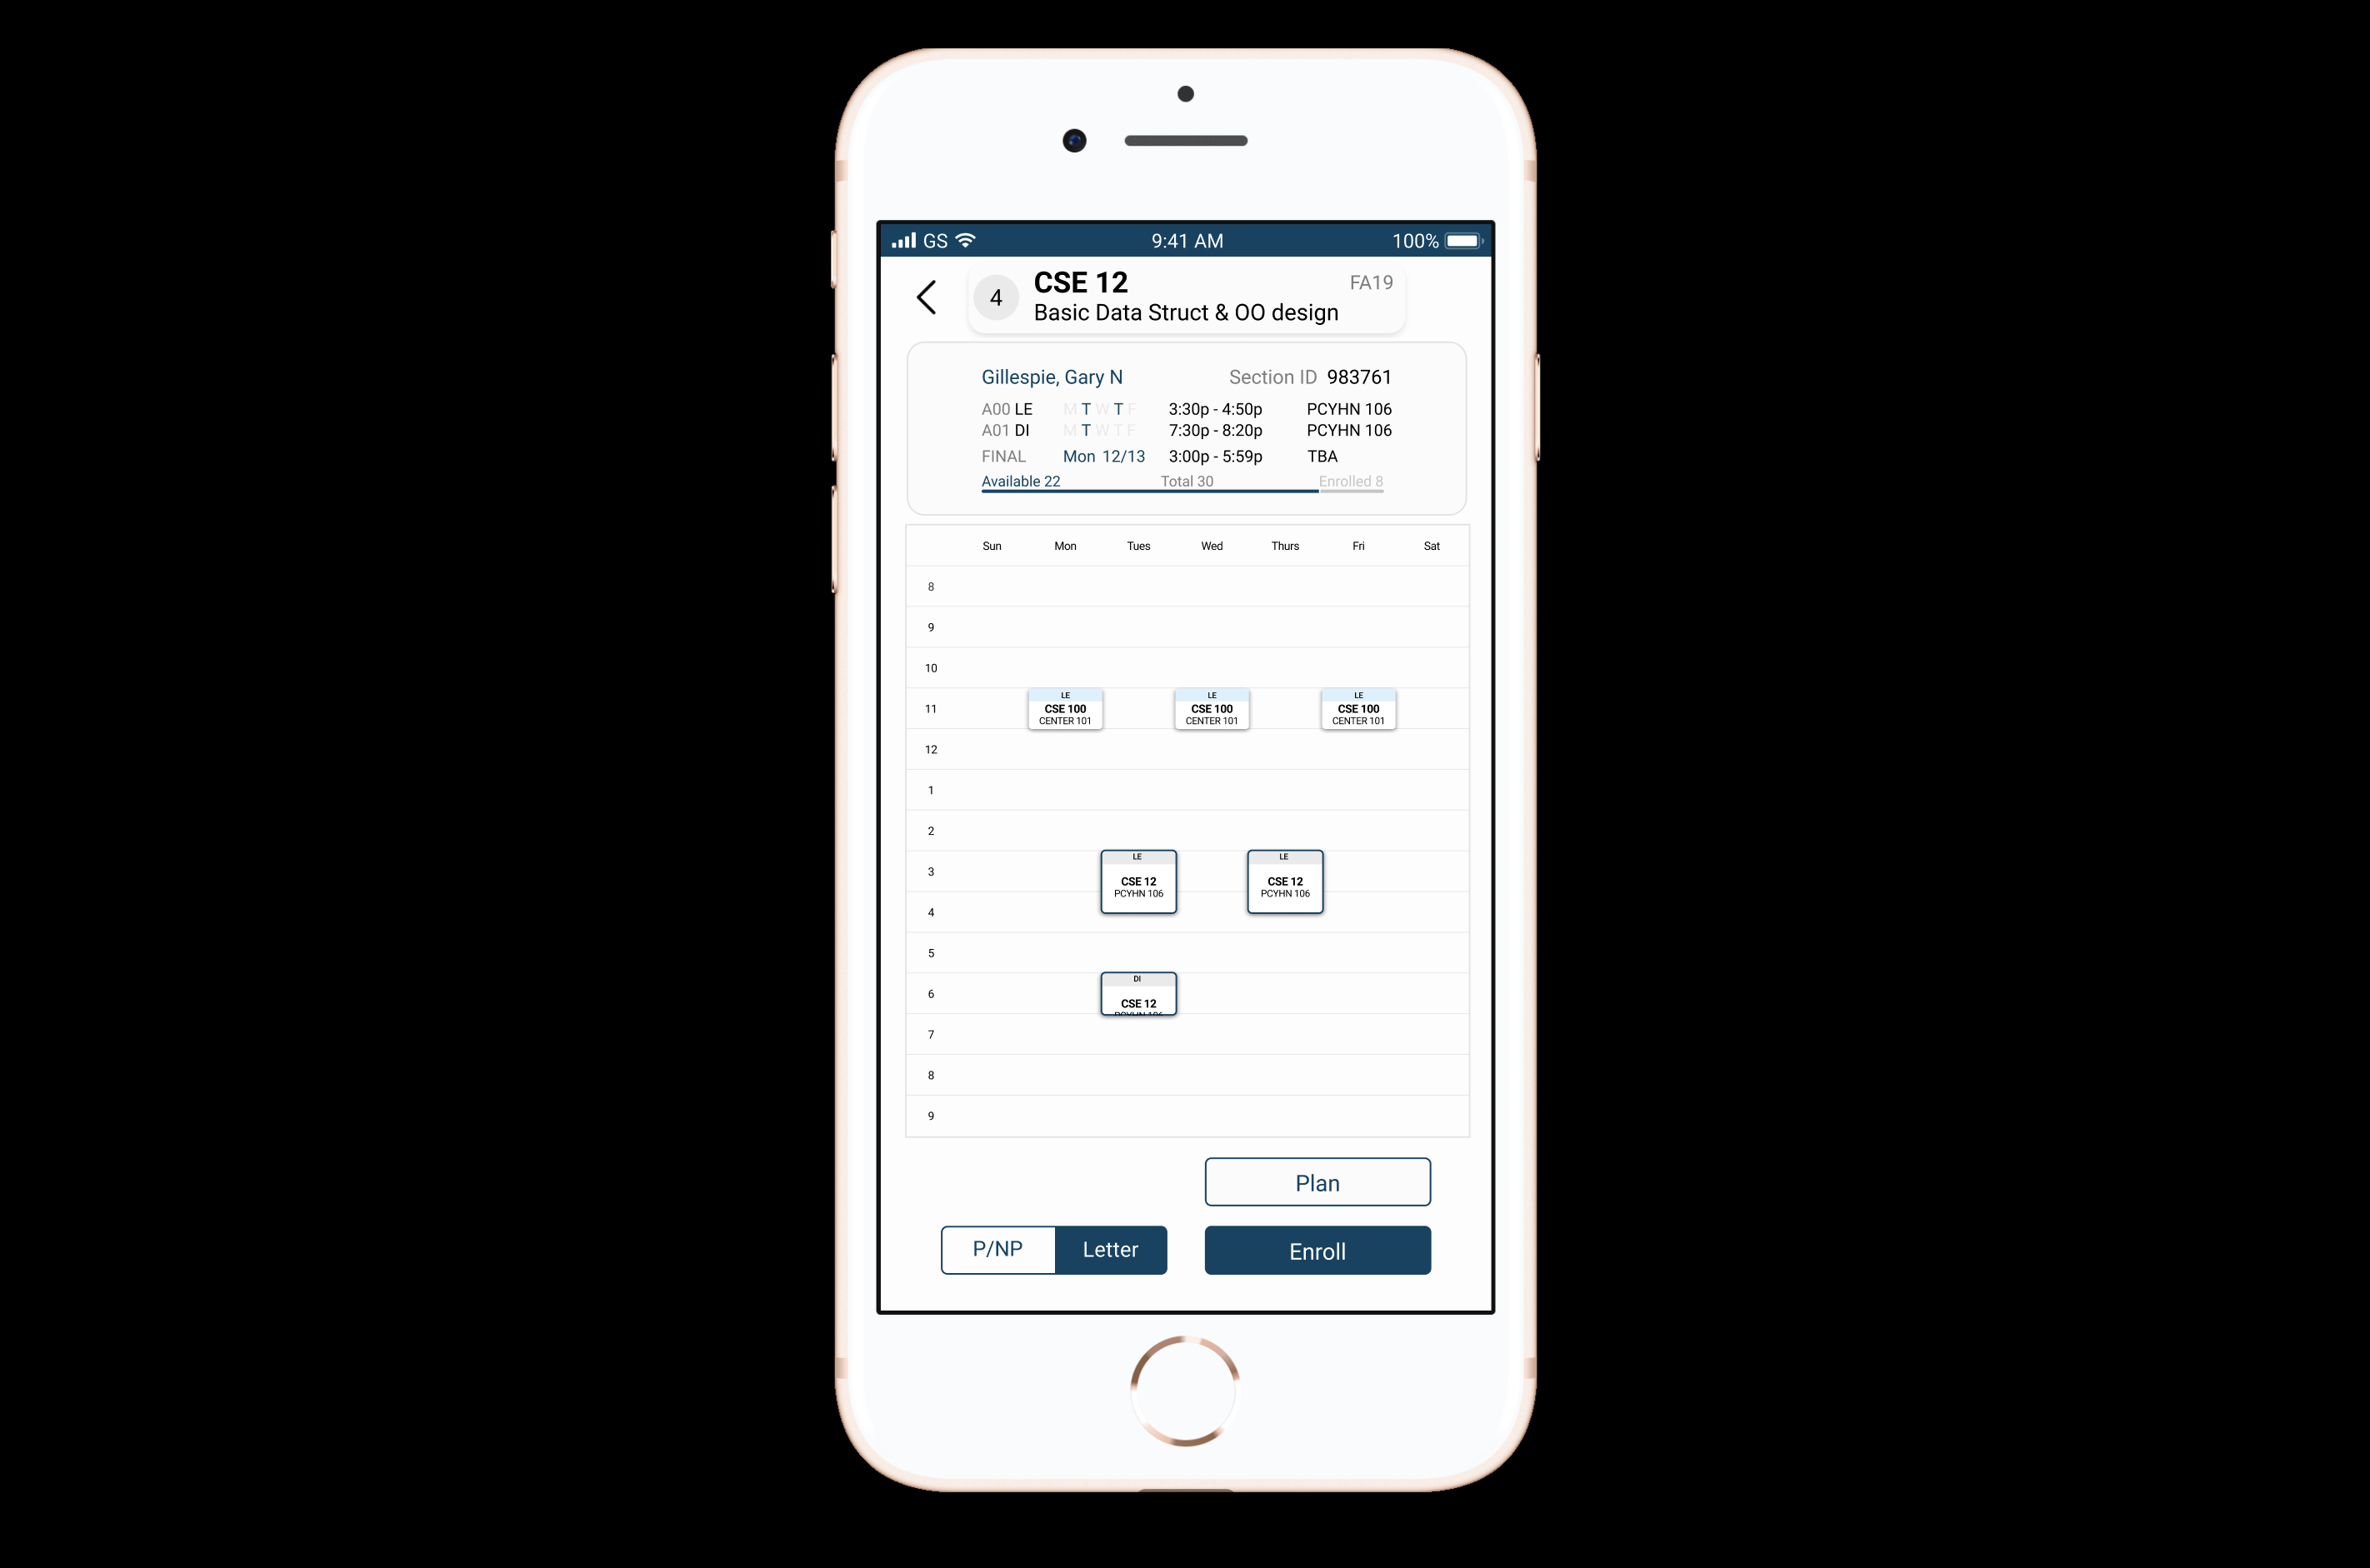 GS 9:41 AM 100%
4 CSE 12 FA19
Basic Data Struct & OO design
Gillespie, Gary N Section ID 983761
A00 LE M T W T F 3:30p - 4:50p PCYHN 106
A01 DI M T W T F 7:30p - 8:20p PCYHN 106
FINAL Mon 12/13 3:00p - 5:59p TBA
Available 22 Total 30 Enrolled 8
Sun Mon Tues Wed Thurs Fri Sat
8
9
10
LE LE LE
11 CSE 100 CSE 100 CSE 100
CENTER 101 CENTER 101 CENTER 101
12
1
2
LE LE
3
CSE 12 CSE 12
PCYHN 106 PCYHN 106
4
5
DI
6
CSE 12
PCYHN 106
7
8
9
Plan
P/NP Letter Enroll